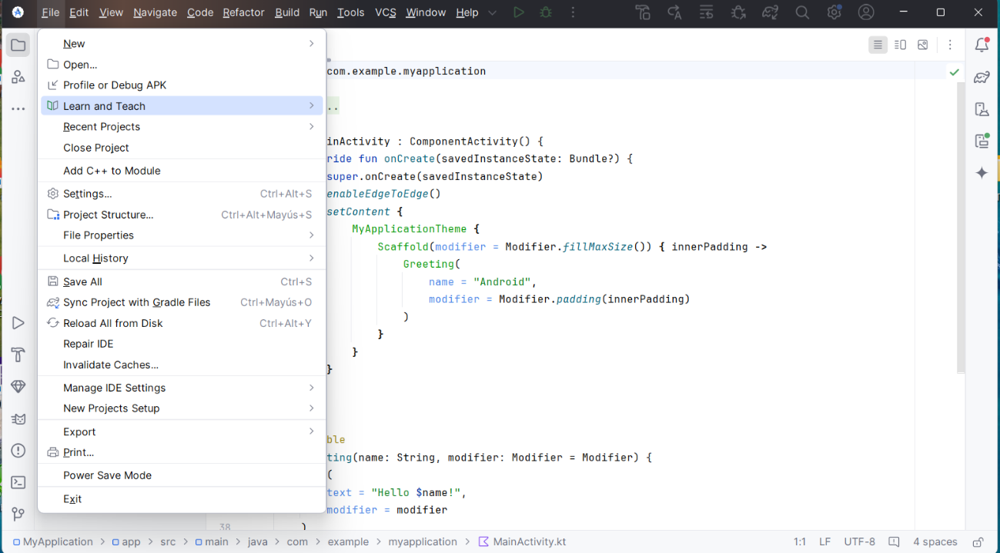 File Edit View Navigate Code Refactor Build Run Tools VCS Window Help
New
Open...
Profile or Debug APK
Learn and Teach
Recent Projects
Close Project
Add C++ to Module
Settings... Ctrl+Alt+S
Project Structure... Ctrl+Alt+Mayús+S
File Properties
Local History
Save All Ctrl+S
Sync Project with Gradle Files Ctrl+Mayús+O
Reload All from Disk Ctrl+Alt+Y
Repair IDE
Invalidate Caches...
Manage IDE Settings
New Projects Setup
Export
Print...
Power Save Mode
Exit
com.example.myapplication
..
inActivity : ComponentActivity() {
ride fun onCreate(savedInstanceState: Bundle?) {
super.onCreate(savedInstanceState)
enableEdgeToEdge()
setContent {
MyApplicationTheme {
Scaffold(modifier = Modifier.fillMaxSize()) { innerPadding ->
Greeting(
name = "Android",
modifier = Modifier.padding(innerPadding)
)
}
}
}
ble
ting(name: String, modifier: Modifier = Modifier) {
(
text = "Hello $name!",
modifier = modifier
38 )
MyApplication > app > src > main > java > com > example > myapplication > MainActivity.kt 1:1 LF UTF-8 4 spaces